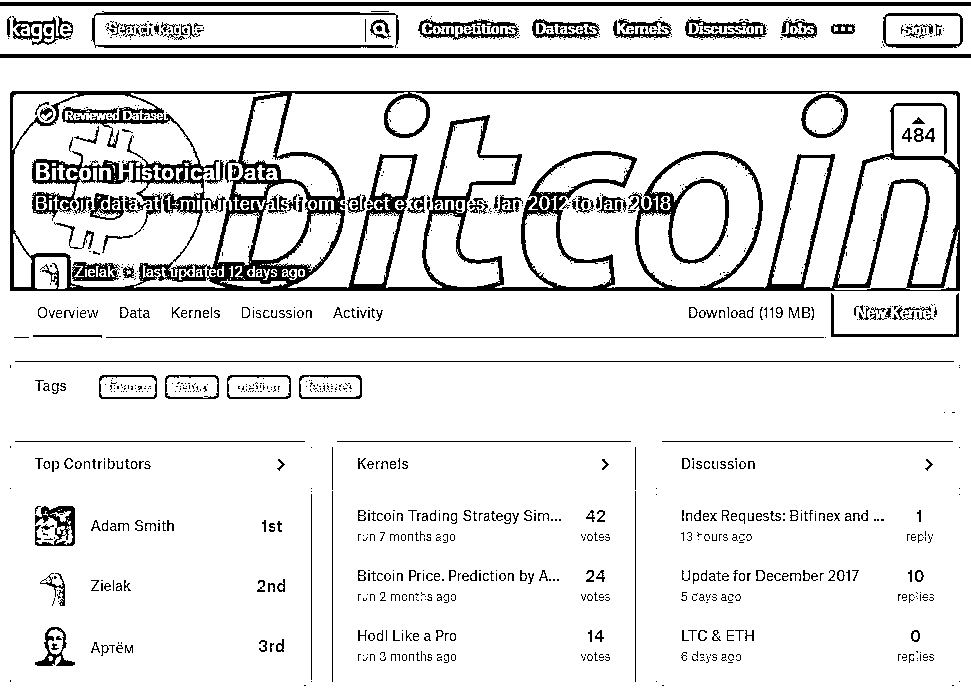 kaggle Search kaggle Competitions Datasets Kernels Discussion Jobs ••• Sign In
bitcoin
Reviewed Dataset
484
Bitcoin Historical Data
Bitcoin data at 1-min intervals from select exchanges, Jan 2012 to Jan 2018
Zielak last updated 12 days ago
Overview Data Kernels Discussion Activity Download (119 MB) New Kernel
Tags finance history featured
Top Contributors
Adam Smith 1st
Zielak 2nd
Артём 3rd
Kernels
Bitcoin Trading Strategy Sim... 42
run 7 months ago votes
Bitcoin Price. Prediction by A... 24
run 2 months ago votes
Hodl Like a Pro 14
run 3 months ago votes
Discussion
Index Requests: Bitfinex and ... 1
13 hours ago reply
Update for December 2017 10
5 days ago replies
LTC & ETH 0
6 days ago replies